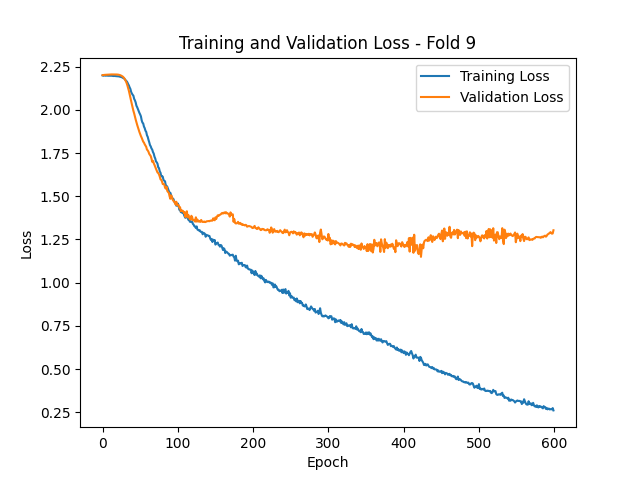 Training and Validation Loss - Fold 9
Training Loss
Validation Loss
2.25
2.00
1.75
1.50
1.25
1.00
0.75
0.50
0.25
Loss
0 100 200 300 400 500 600
Epoch